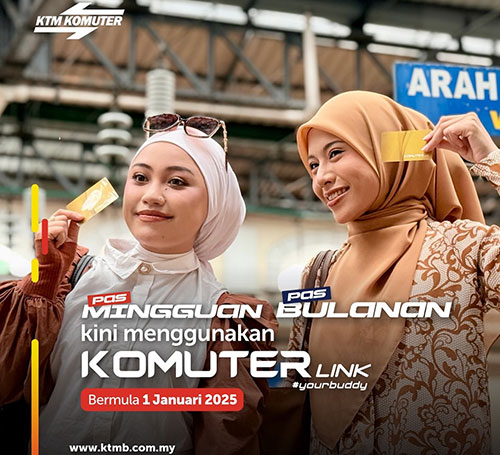 KTM KOMUTER
ARAH
PAS MINGGUAN PAS BULANAN
kini menggunakan
KOMUTER LINK
#yourbuddy
Bermula 1 Januari 2025
www.ktmb.com.my